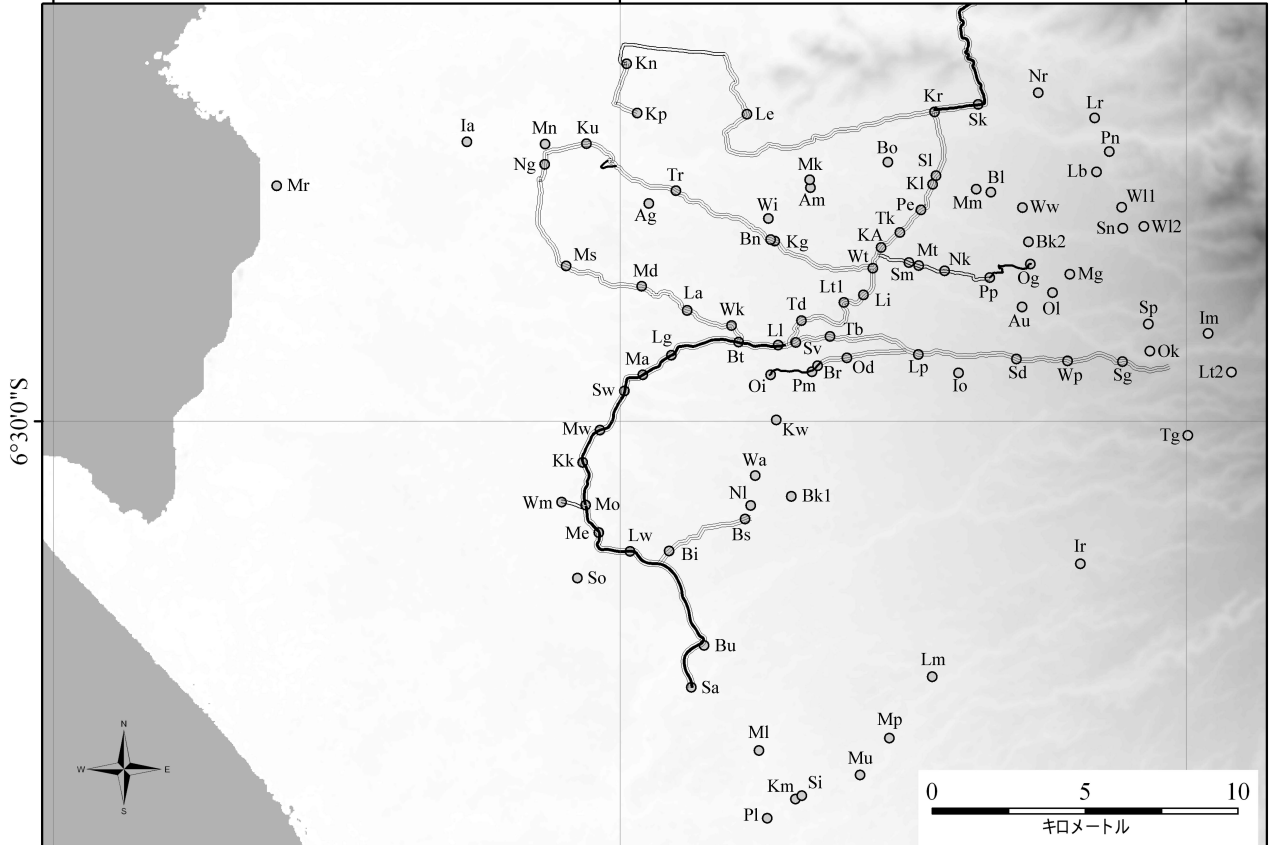 Kn
Nr
Kp
Le
Kr
Sk
Lr
Ia
Mn
Ku
Pn
Ng
Bo
Sl
Mr
Tr
Mk
Am
Kl
Bl
Mm
Lb
Ag
Wi
Pe
Ww
Wl1
Tk
Sn
Wl2
Bn
Kg
KA
Bk2
Ms
Wt
Sm
Mt
Nk
Pp
Og
Mg
Md
Lt1
Li
Ol
La
Td
Au
Wk
Tb
Sp
Im
Lg
Bt
Ll
Sv
Ok
Ma
Oi
Pm
Br
Od
Lp
Io
Sd
Wp
Sg
Lt2
Sw
6°30'0"S
Mw
Kw
Tg
Kk
Wa
Wm
Mo
Nl
Bk1
Me
Lw
Bs
Bi
Ir
So
Bu
Lm
Sa
N
W
E
S
Ml
Mp
Mu
Km
Si
Pl
0
5
10
キロメートル